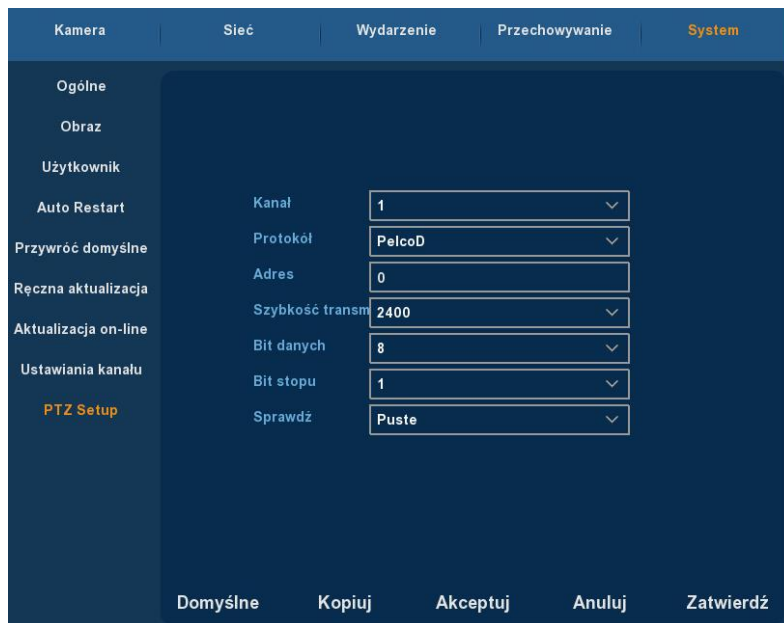 Kamera Sieć Wydarzenie Przechowywanie System
Ogólne
Obraz
Użytkownik
Auto Restart
Przywróć domyślne
Ręczna aktualizacja
Aktualizacja on-line
Ustawiania kanału
PTZ Setup
Kanał 1
Protokół PelcoD
Adres 0
Szybkość transm 2400
Bit danych 8
Bit stopu 1
Sprawdź Puste
Domyślne Kopiuj Akceptuj Anuluj Zatwierdź